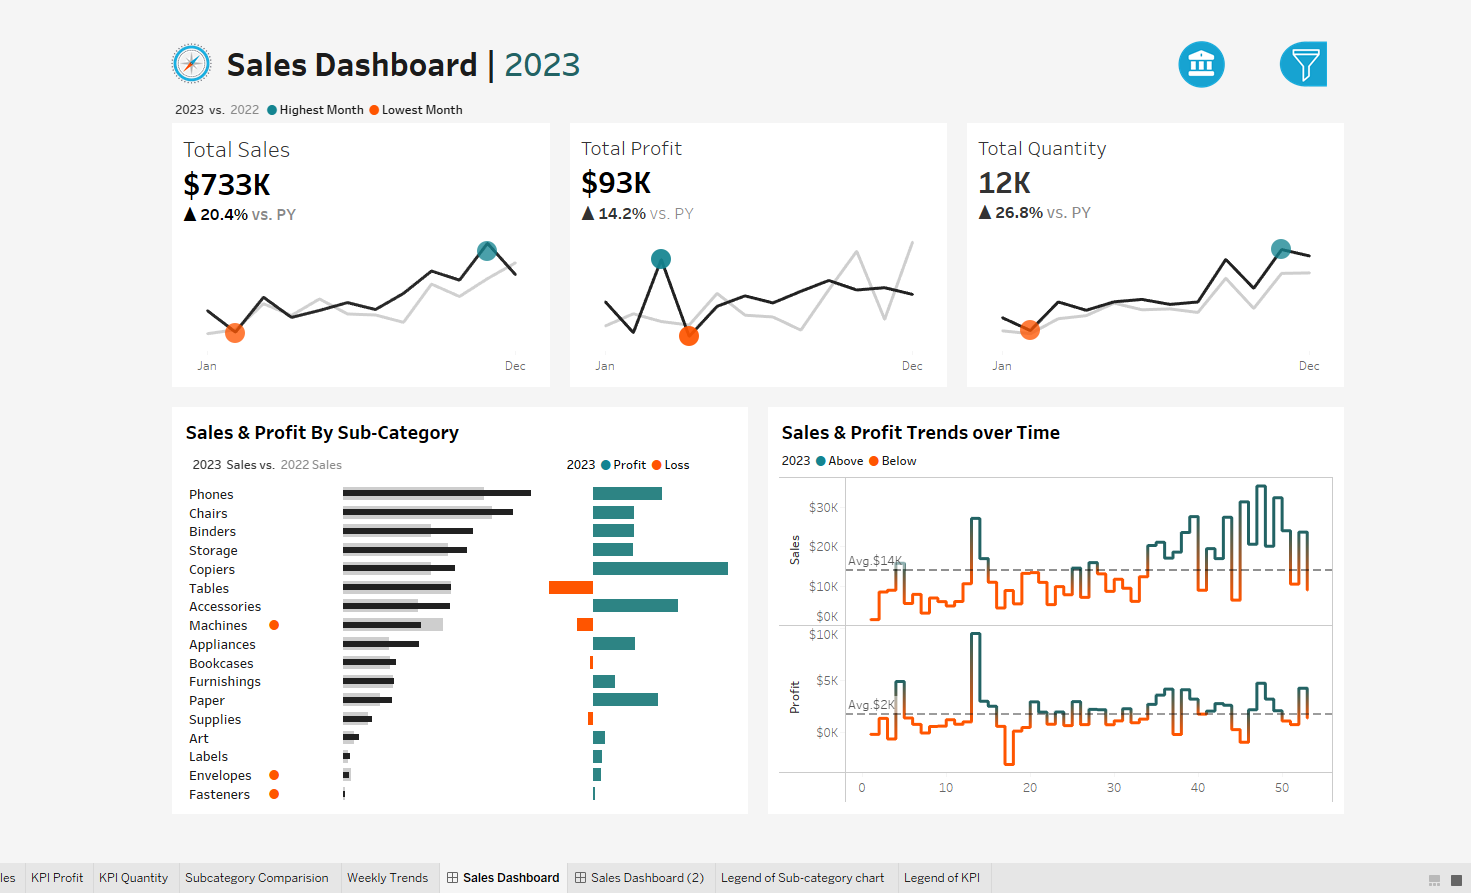 Sales Dashboard | 2023
2023 vs. 2022 Highest Month Lowest Month
Total Sales
$733K
▲ 20.4% vs. PY
Jan Dec
Total Profit
$93K
▲ 14.2% vs. PY
Jan Dec
Total Quantity
12K
▲ 26.8% vs. PY
Jan Dec
Sales & Profit By Sub-Category
2023 Sales vs. 2022 Sales
2023 Profit Loss
Phones
Chairs
Binders
Storage
Copiers
Tables
Accessories
Machines
Appliances
Bookcases
Furnishings
Paper
Supplies
Art
Labels
Envelopes
Fasteners
Sales & Profit Trends over Time
2023 Above Below
Sales
$30K
$20K
Avg.$14K
$10K
$0K
Profit
$10K
$5K
Avg.$2K
$0K
0 10 20 30 40 50
les KPI Profit KPI Quantity Subcategory Comparison Weekly Trends Sales Dashboard Sales Dashboard (2) Legend of Sub-category chart Legend of KPI